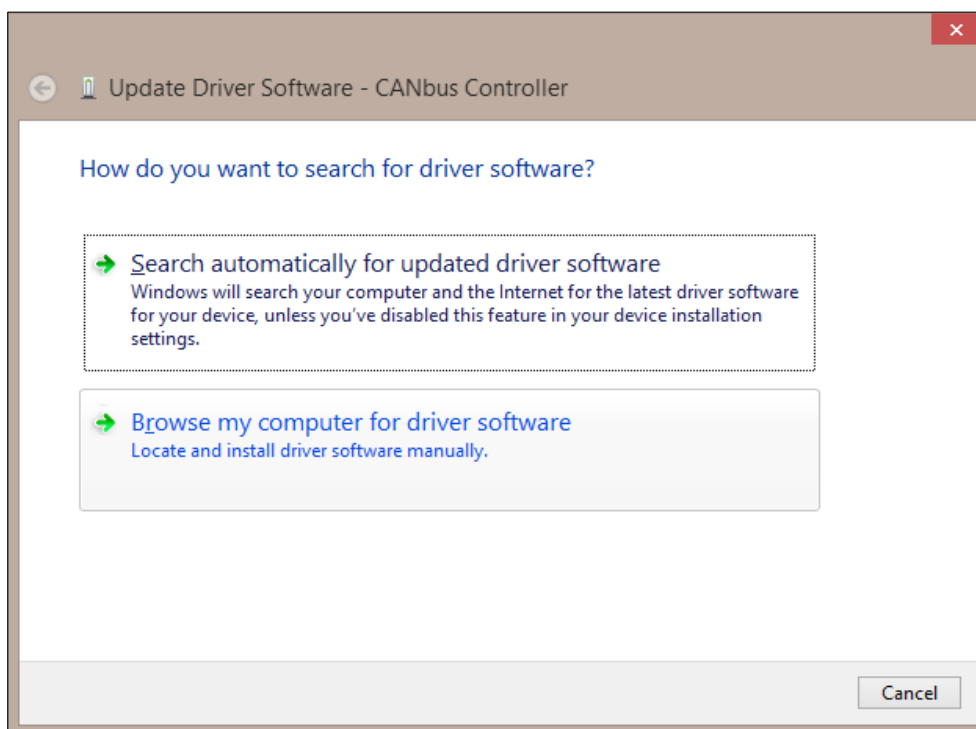 Update Driver Software - CANbus Controller
How do you want to search for driver software?
Search automatically for updated driver software
Windows will search your computer and the Internet for the latest driver software
for your device, unless you've disabled this feature in your device installation
settings.
Browse my computer for driver software
Locate and install driver software manually.
Cancel